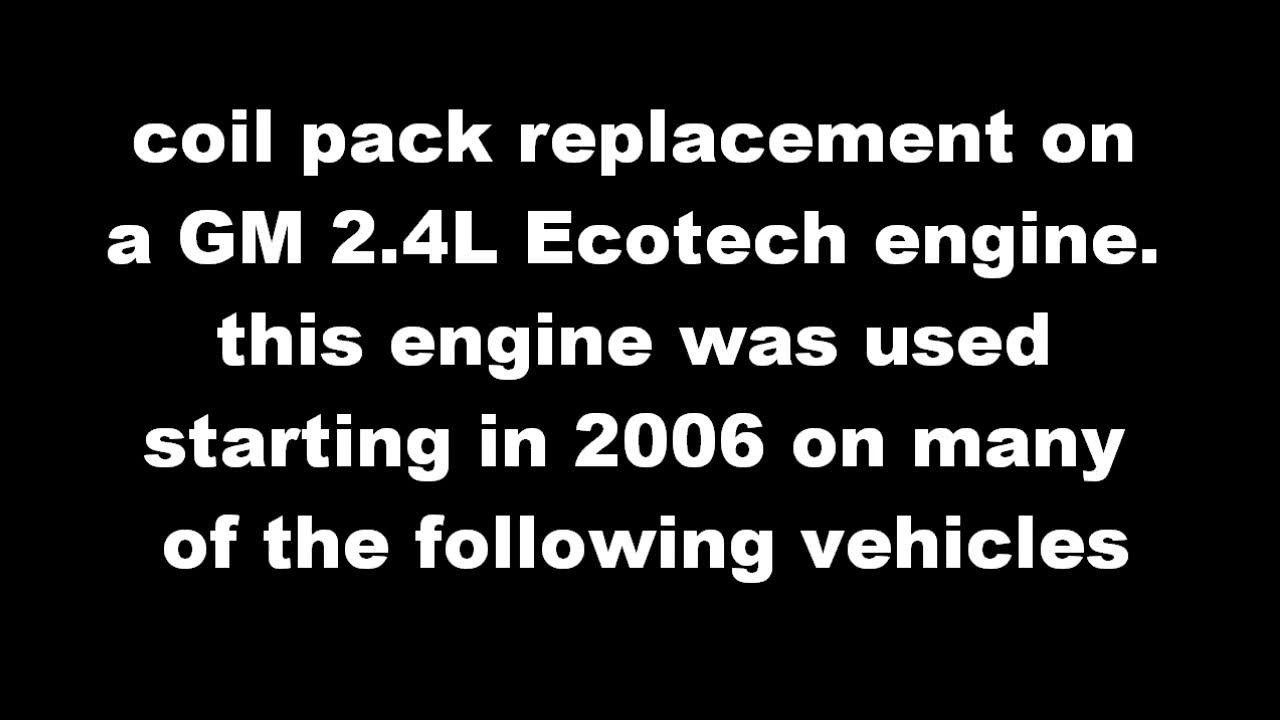 coil pack replacement on
a GM 2.4L Ecotech engine.
this engine was used
starting in 2006 on many
of the following vehicles